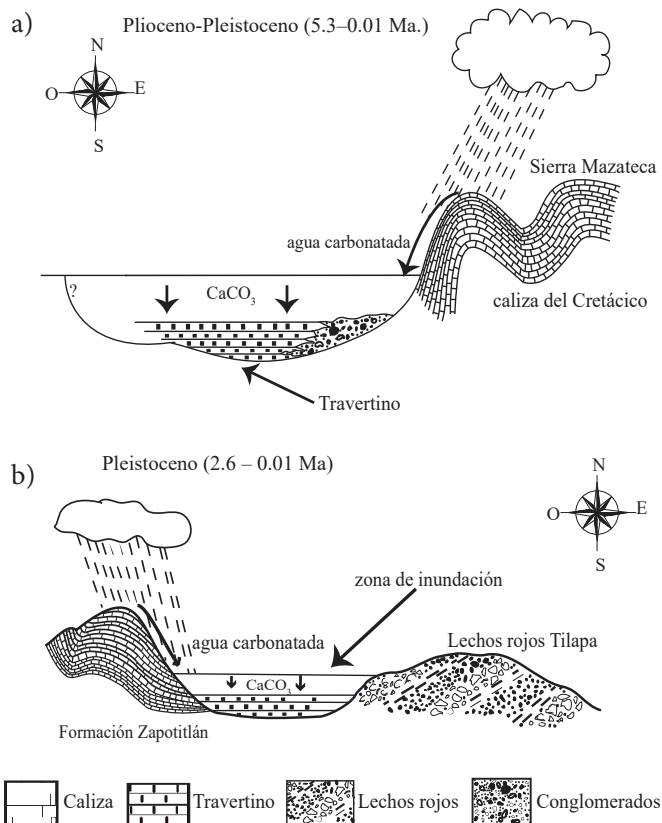 a)
Plioceno-Pleistoceno (5.3–0.01 Ma.)
N
O
E
S
Sierra Mazateca
agua carbonatada
?
CaCO3
caliza del Cretácico
Travertino
b)
Pleistoceno (2.6 – 0.01 Ma)
N
O
E
S
zona de inundación
agua carbonatada
Lechos rojos Tilapa
CaCO3
Formación Zapotitlán
Caliza
Travertino
Lechos rojos
Conglomerados